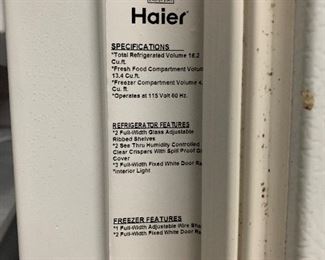 Haier
SPECIFICATIONS
*Total Refrigerated Volume 16.2
Cu.ft.
*Fresh Food Compartment Volume
13.4 Cu.ft.
*Freezer Compartment Volume
Cu. ft.
*Operates at 115 Volt 60 Hz.
REFRIGERATOR FEATURES
*2 Full-Width Glass Adjustable
Ribbed Shelves
*2 See Thru Humidity Controlled
Clear Crispers With Spill Proof
Cover
*3 Full-Width Fixed White Door
*Interior Light
FREEZER FEATURES
*1 Full-Width Adjustable Wire
*2 Full-Width Fixed White Door